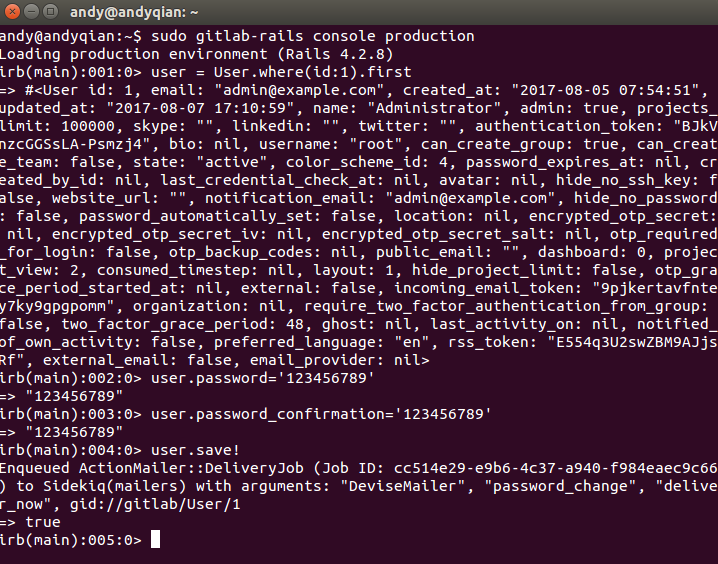 andy@andyqian: ~
andy@andyqian:~$ sudo gitlab-rails console production
Loading production environment (Rails 4.2.8)
irb(main):001:0> user = User.where(id:1).first
=> #<User id: 1, email: "admin@example.com", created_at: "2017-08-05 07:54:51",
updated_at: "2017-08-07 17:10:59", name: "Administrator", admin: true, projects_
limit: 100000, skype: "", linkedin: "", twitter: "", authentication_token: "BJkV
nzcGGSsLA-Psmzj4", bio: nil, username: "root", can_create_group: true, can_creat
e_team: false, state: "active", color_scheme_id: 4, password_expires_at: nil, cr
eated_by_id: nil, last_credential_check_at: nil, avatar: nil, hide_no_ssh_key: f
alse, website_url: "", notification_email: "admin@example.com", hide_no_password
: false, password_automatically_set: false, location: nil, encrypted_otp_secret:
nil, encrypted_otp_secret_iv: nil, encrypted_otp_secret_salt: nil, otp_required
_for_login: false, otp_backup_codes: nil, public_email: "", dashboard: 0, projec
t_view: 2, consumed_timestep: nil, layout: 1, hide_project_limit: false, otp_gra
ce_period_started_at: nil, external: false, incoming_email_token: "9pjkertavfnte
y7ky9gpgpomm", organization: nil, require_two_factor_authentication_from_group:
false, two_factor_grace_period: 48, ghost: nil, last_activity_on: nil, notified_
of_own_activity: false, preferred_language: "en", rss_token: "E554q3U2swZBM9AJjs
Rf", external_email: false, email_provider: nil>
irb(main):002:0> user.password='123456789'
=> "123456789"
irb(main):003:0> user.password_confirmation='123456789'
=> "123456789"
irb(main):004:0> user.save!
Enqueued ActionMailer::DeliveryJob (Job ID: cc514e29-e9b6-4c37-a940-f984eaec9c66
) to Sidekiq(mailers) with arguments: "DeviseMailer", "password_change", "delive
r_now", gid://gitlab/User/1
=> true
irb(main):005:0>